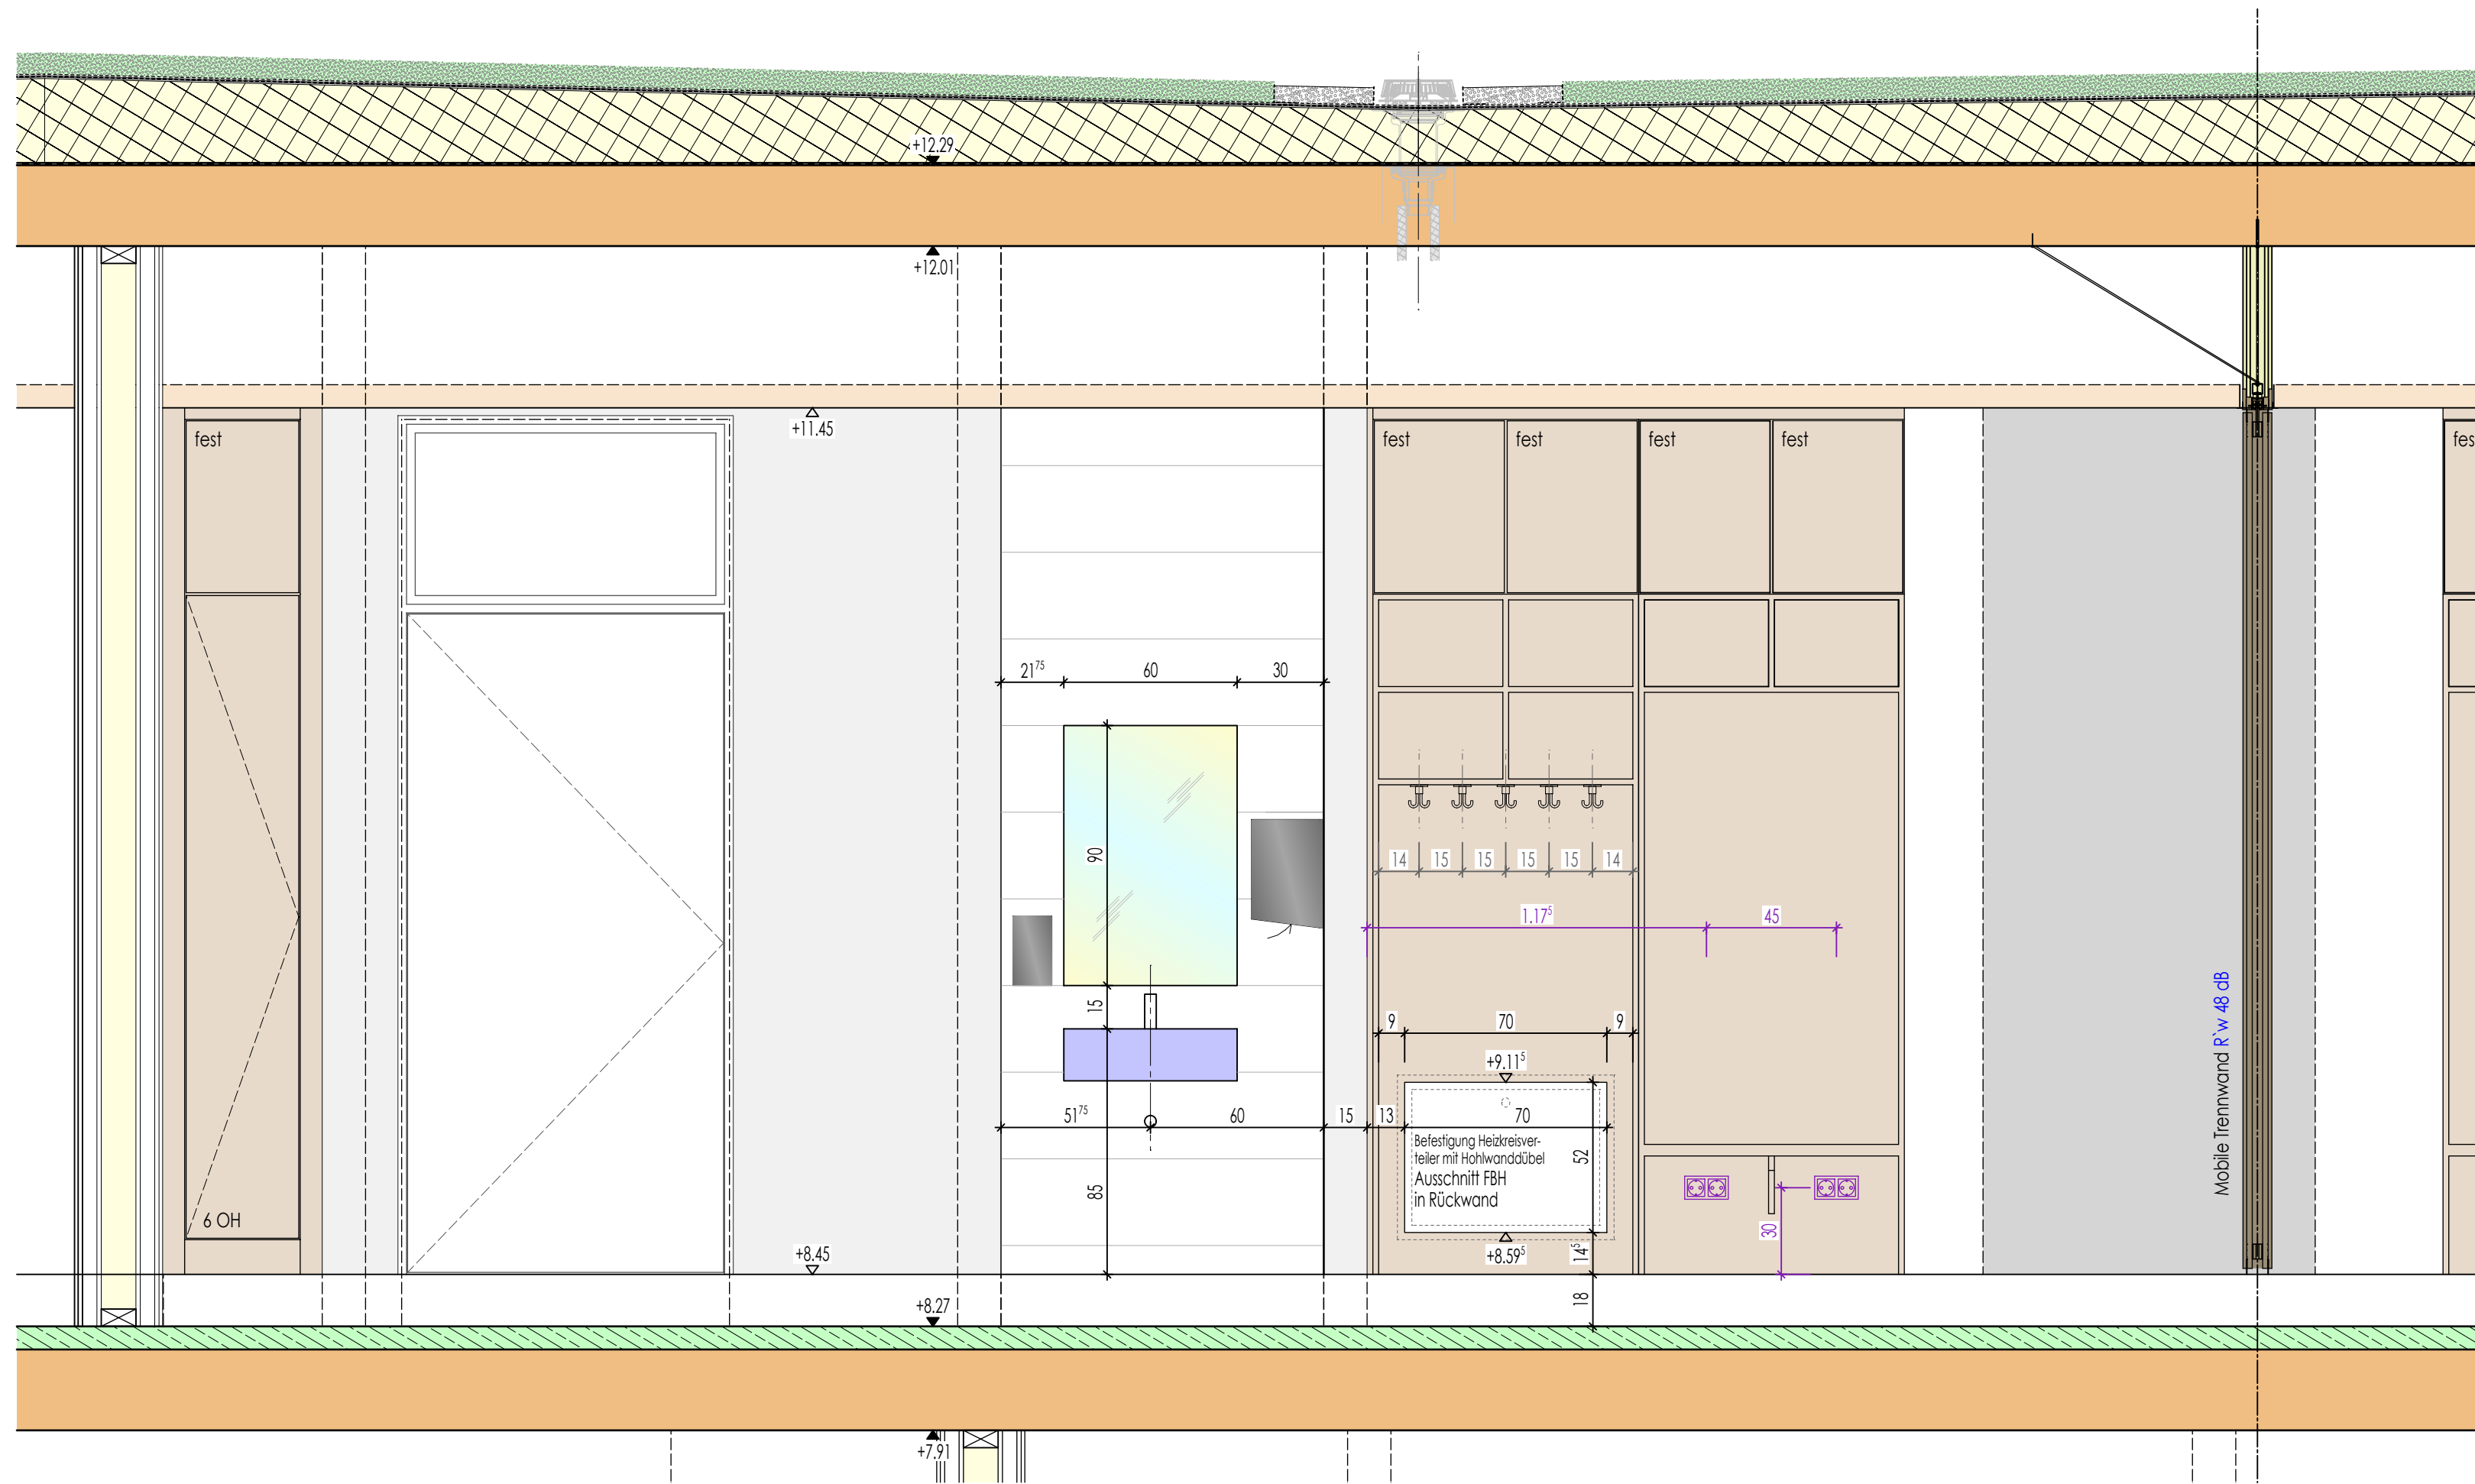 +12.29
+12.01
+11.45
fest
fest
fest
fest
fest
fes
21⁷⁵
60
30
90
14
15
15
15
15
14
1.17⁵
45
15
9
70
9
+9.11⁵
51⁷⁵
60
15
13
70
Befestigung Heizkreisver-
teiler mit Hohlwanddübel
Ausschnitt FBH
in Rückwand
52
85
6 OH
30
Mobile Trennwand R`w 48 dB
+8.45
+8.59⁵
14⁵
+8.27
18
+7.91